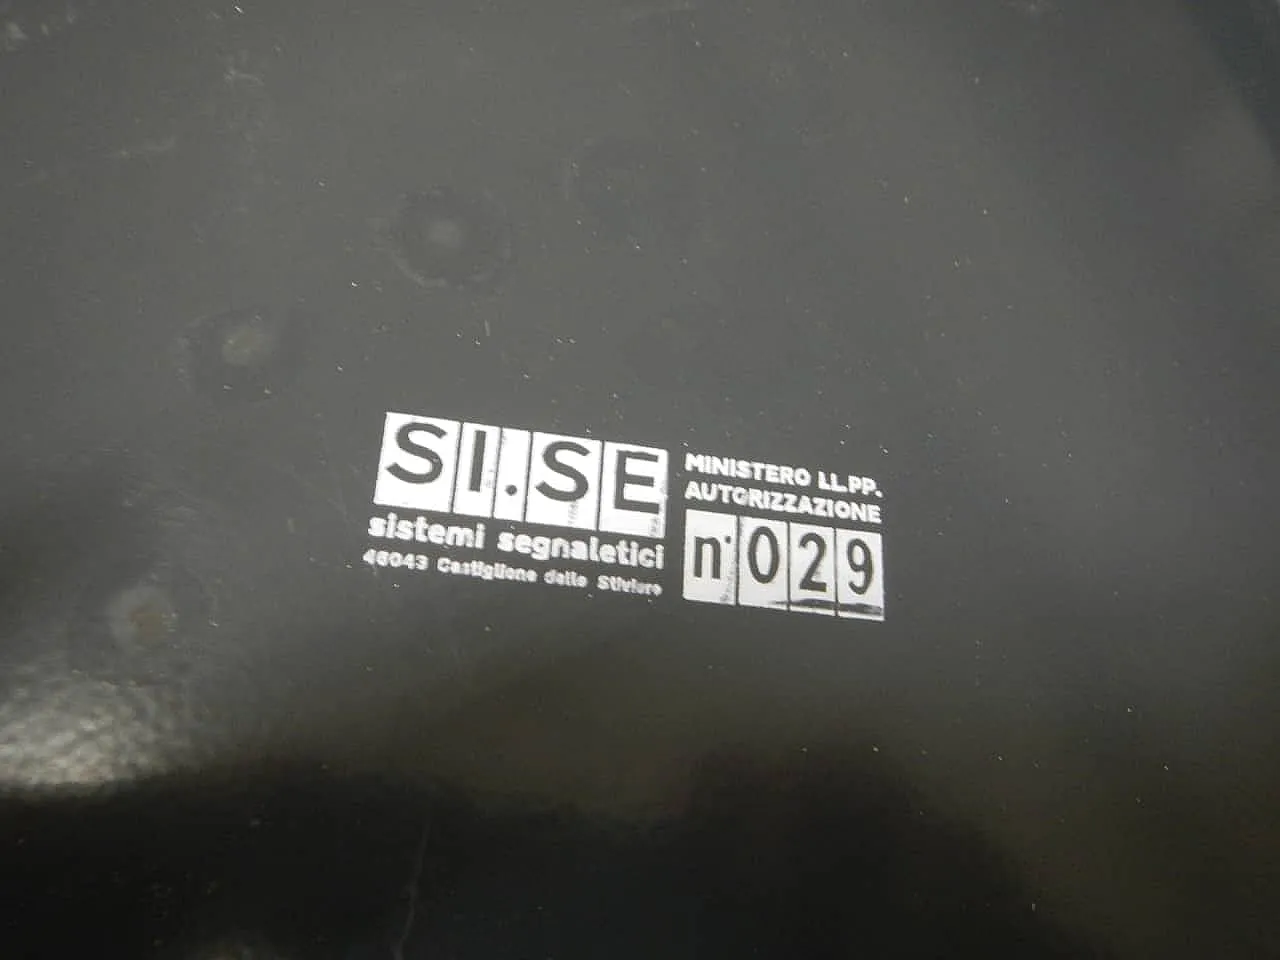 SI.SE
sistemi segnaletici
46043 Castiglione delle Stiviere
MINISTERO LL.PP.
AUTORIZZAZIONE
n° 029